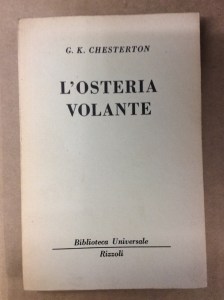 G. K. CHESTERTON
L'OSTERIA
VOLANTE
Biblioteca Universale
Rizzoli